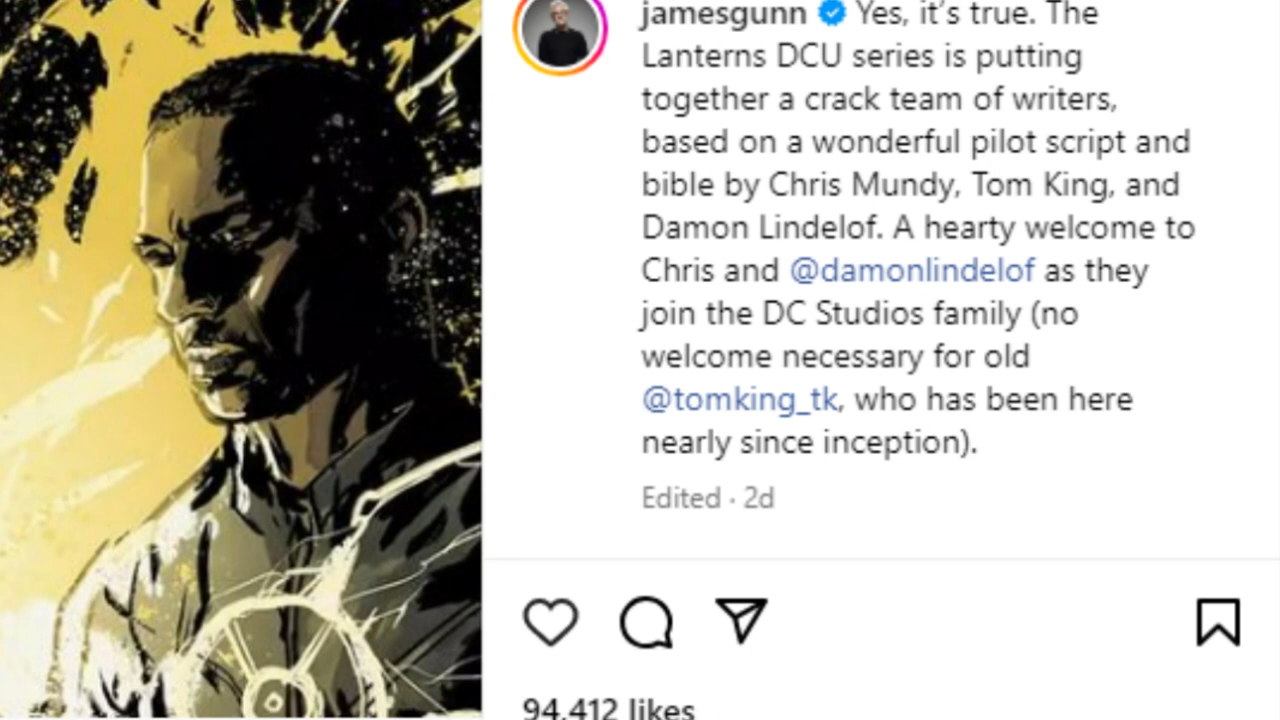 jamesgunn Yes, it's true. The
Lanterns DCU series is putting
together a crack team of writers,
based on a wonderful pilot script and
bible by Chris Mundy, Tom King, and
Damon Lindelof. A hearty welcome to
Chris and @damonlindelof as they
join the DC Studios family (no
welcome necessary for old
@tomking_tk, who has been here
nearly since inception).
Edited · 2d
94,412 likes